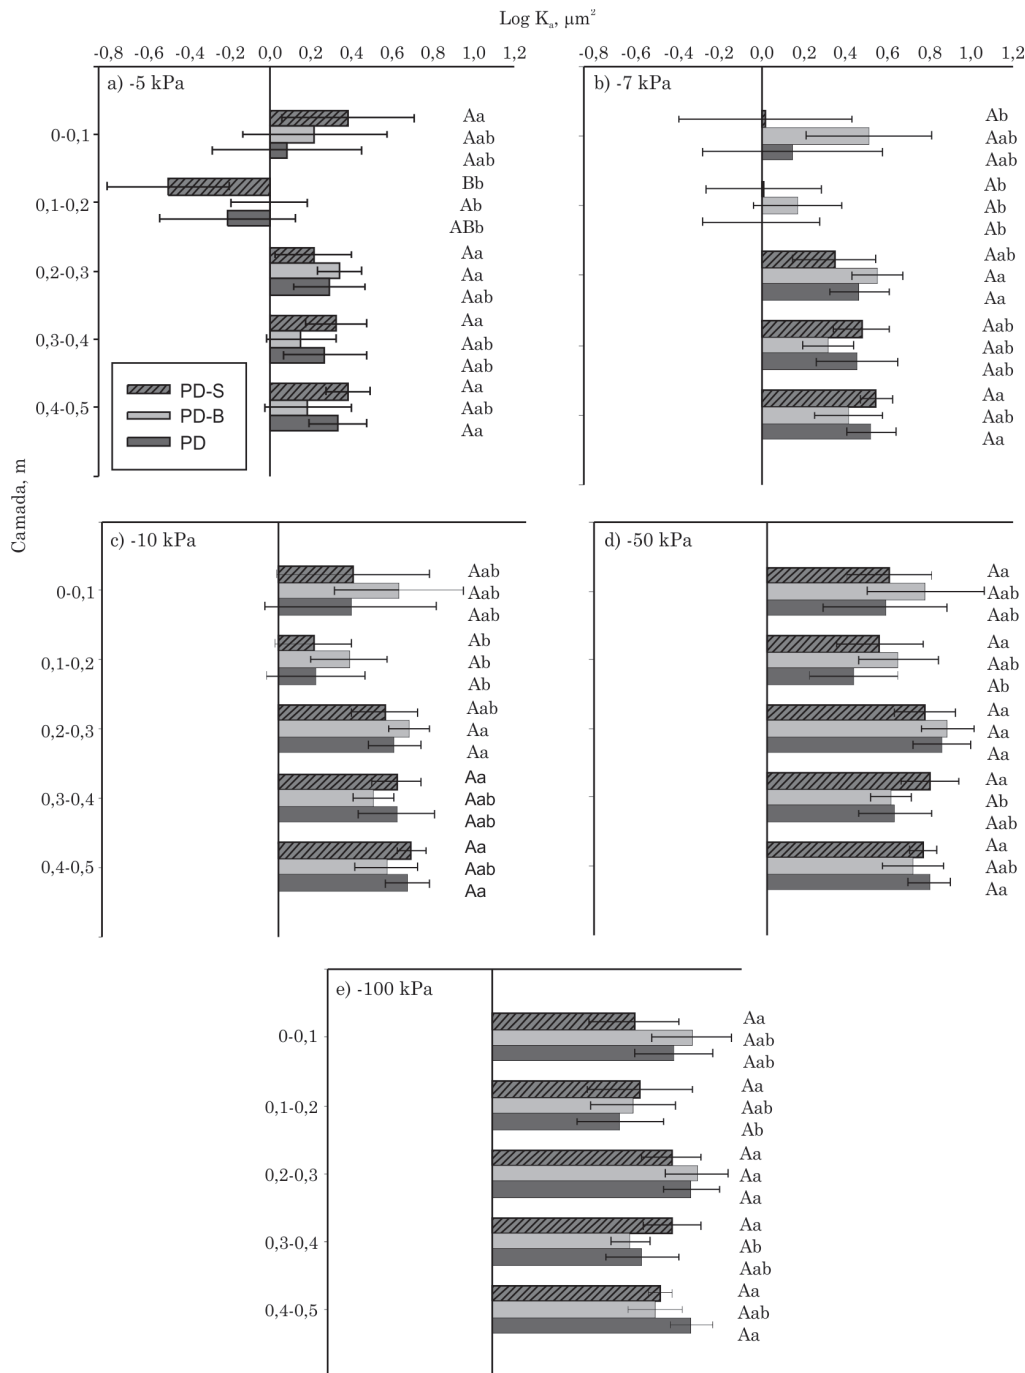 Log Kₐ, µm²
-0,8 -0,6 -0,4 -0,2 0,0 0,2 0,4 0,6 0,8 1,0 1,2
-0,8 -0,6 -0,4 -0,2 0,0 0,2 0,4 0,6 0,8 1,0 1,2
a) -5 kPa
0-0,1
Aa
Aab
Aab
0,1-0,2
Bb
Ab
ABb
0,2-0,3
Aa
Aa
Aab
0,3-0,4
Aa
Aab
Aab
0,4-0,5
Aa
Aab
Aa
PD-S
PD-B
PD
b) -7 kPa
Ab
Aab
Aab
Ab
Ab
Ab
Aab
Aa
Aa
Aab
Aab
Aab
Aa
Aab
Aa
Camada, m
c) -10 kPa
0-0,1
Aab
Aab
Aab
0,1-0,2
Ab
Ab
Ab
0,2-0,3
Aab
Aa
Aa
0,3-0,4
Aa
Aab
Aab
0,4-0,5
Aa
Aab
Aa
d) -50 kPa
Aa
Aab
Aab
Aa
Aab
Ab
Aa
Aa
Aa
Aa
Ab
Aab
Aa
Aab
Aa
e) -100 kPa
0-0,1
Aa
Aab
Aab
0,1-0,2
Aa
Aab
Ab
0,2-0,3
Aa
Aa
Aa
0,3-0,4
Aa
Ab
Aab
0,4-0,5
Aa
Aab
Aa